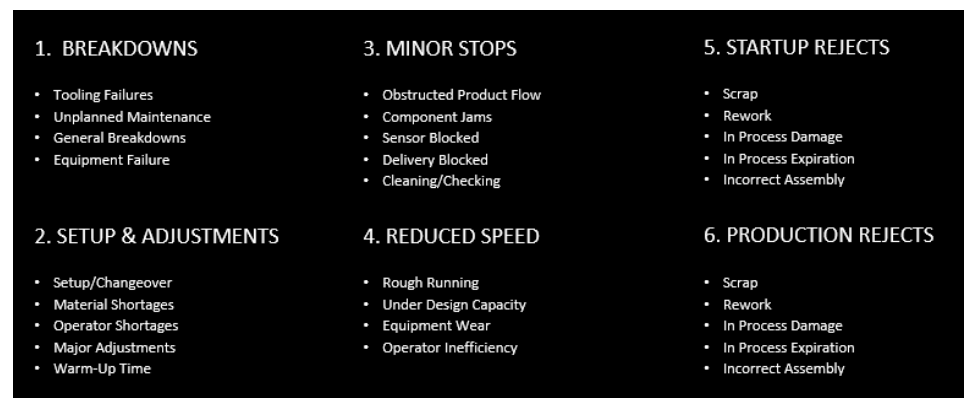 1. BREAKDOWNS
• Tooling Failures
• Unplanned Maintenance
• General Breakdowns
• Equipment Failure
2. SETUP & ADJUSTMENTS
• Setup/Changeover
• Material Shortages
• Operator Shortages
• Major Adjustments
• Warm-Up Time
3. MINOR STOPS
• Obstructed Product Flow
• Component Jams
• Sensor Blocked
• Delivery Blocked
• Cleaning/Checking
4. REDUCED SPEED
• Rough Running
• Under Design Capacity
• Equipment Wear
• Operator Inefficiency
5. STARTUP REJECTS
• Scrap
• Rework
• In Process Damage
• In Process Expiration
• Incorrect Assembly
6. PRODUCTION REJECTS
• Scrap
• Rework
• In Process Damage
• In Process Expiration
• Incorrect Assembly